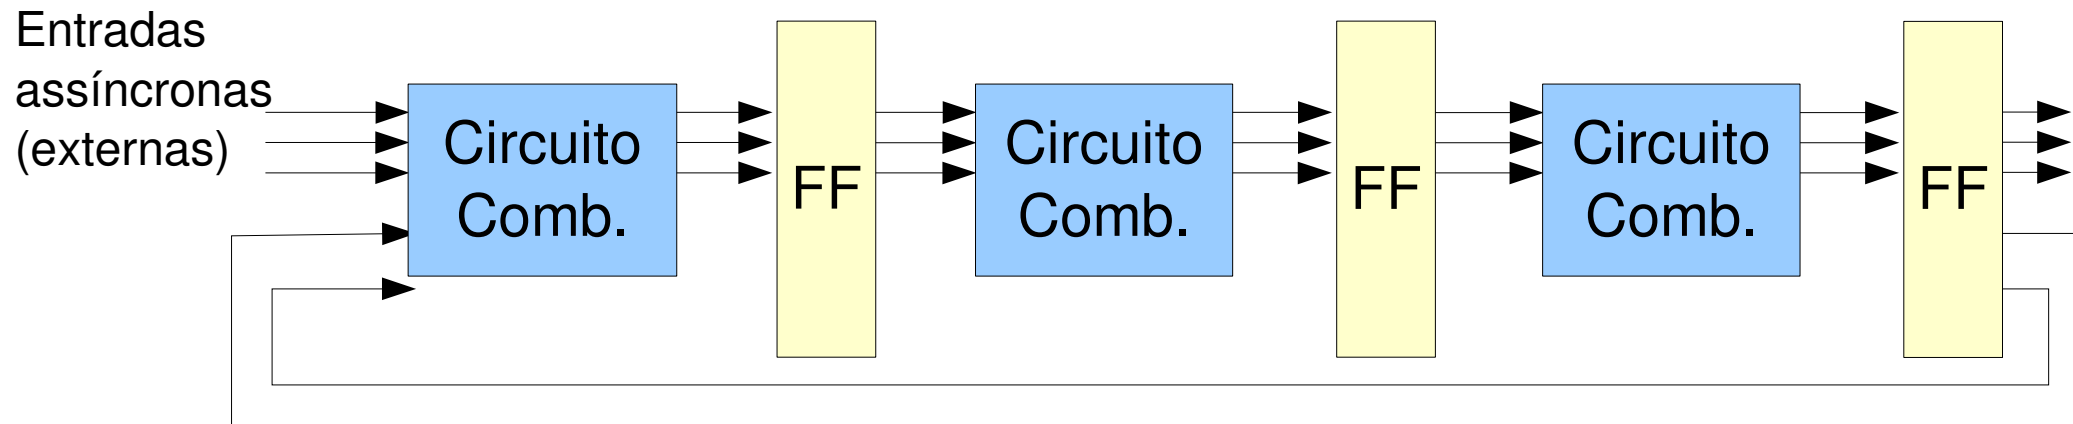 Entradas
assíncronas
(externas)
Circuito
Comb.
FF
Circuito
Comb.
FF
Circuito
Comb.
FF